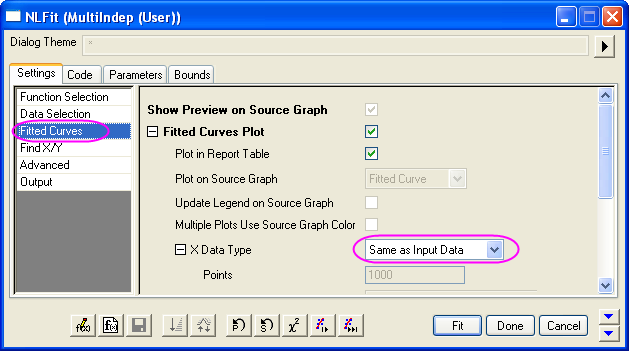 NLFit (MultiIndep (User))
Dialog Theme *
Settings Code Parameters Bounds
Function Selection
Data Selection
Fitted Curves
Find X/Y
Advanced
Output
Show Preview on Source Graph
Fitted Curves Plot
Plot in Report Table
Plot on Source Graph Fitted Curve
Update Legend on Source Graph
Multiple Plots Use Source Graph Color
X Data Type Same as Input Data
Points 1000
Fit Done Cancel